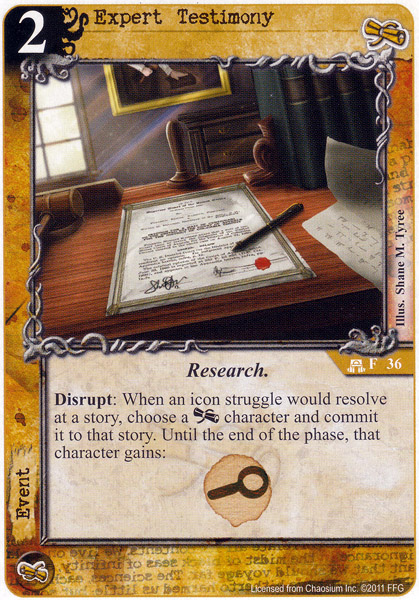 2 Expert Testimony
Illus. Shane M. Tyree
F 36
Research.
Disrupt: When an icon struggle would resolve
at a story, choose a character and commit
it to that story. Until the end of the phase, that
character gains:
Event
Licensed from Chaosium Inc. ©2011 FFG